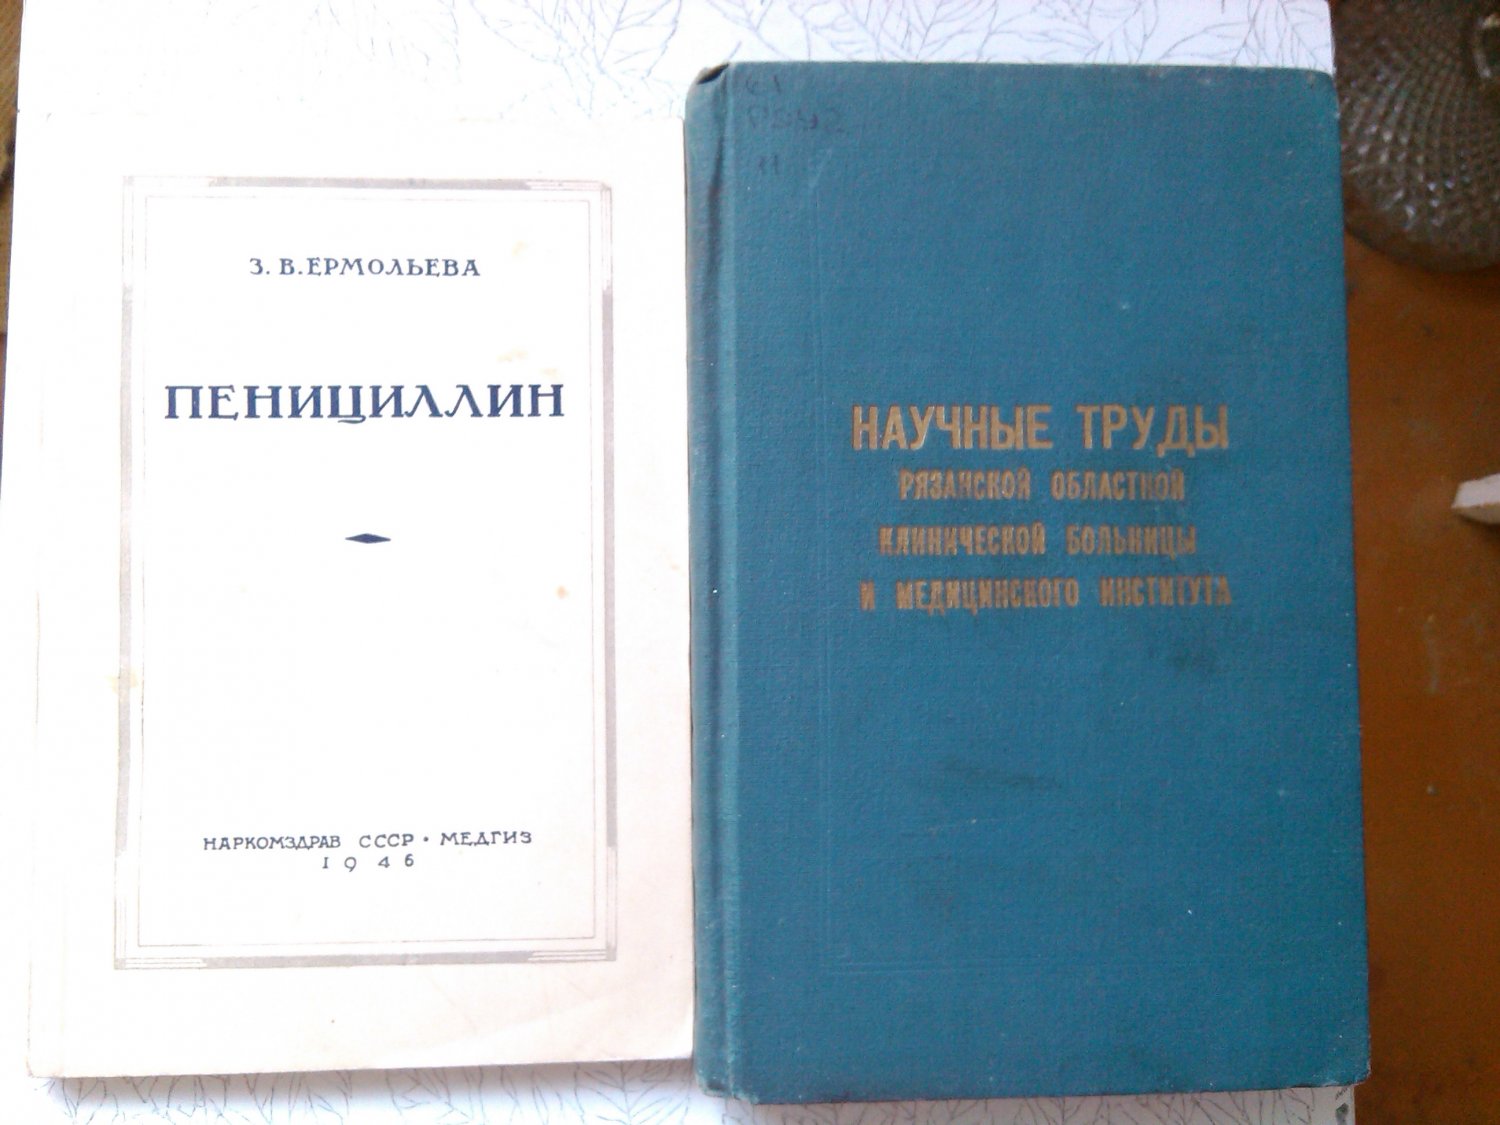 З. В. ЕРМОЛЬЕВА
ПЕНИЦИЛЛИН
НАРКОМЗДРАВ СССР • МЕДГИЗ
1946
НАУЧНЫЕ ТРУДЫ
РЯЗАНСКОЙ ОБЛАСТНОЙ
КЛИНИЧЕСКОЙ БОЛЬНИЦЫ
И МЕДИЦИНСКОГО ИНСТИТУТА